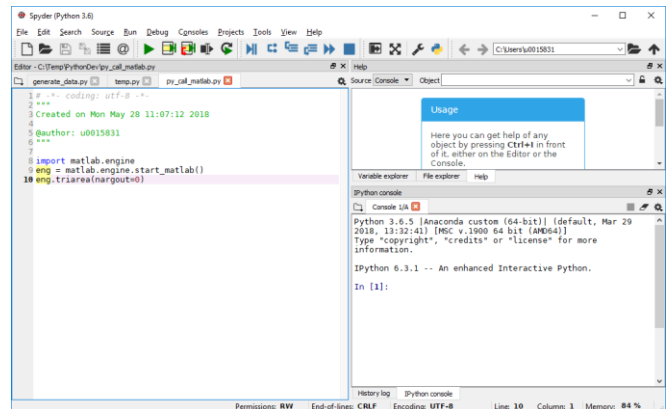 Spyder (Python 3.6)
File Edit Search Source Run Debug Consoles Projects Tools View Help
C:\Users\u0015831
Editor - C:\Temp\PythonDev\py_call_matlab.py
generate_data.py temp.py py_call_matlab.py
1 # -*- coding: utf-8 -*-
2 """
3 Created on Mon May 28 11:07:12 2018
4
5 @author: u0015831
6 """
7
8 import matlab.engine
9 eng = matlab.engine.start_matlab()
10 eng.triarea(nargout=0)
Help
Source Console Object
Usage
Here you can get help of any
object by pressing Ctrl+I in front
of it, either on the Editor or the
Console.
Variable explorer File explorer Help
IPython console
Console 1/A
Python 3.6.5 |Anaconda custom (64-bit)| (default, Mar 29
2018, 13:32:41) [MSC v.1900 64 bit (AMD64)]
Type "copyright", "credits" or "license" for more
information.
IPython 6.3.1 -- An enhanced Interactive Python.
In [1]:
History log IPython console
Permissions: RW End-of-lines: CRLF Encoding: UTF-8 Line: 10 Column: 1 Memory: 84 %